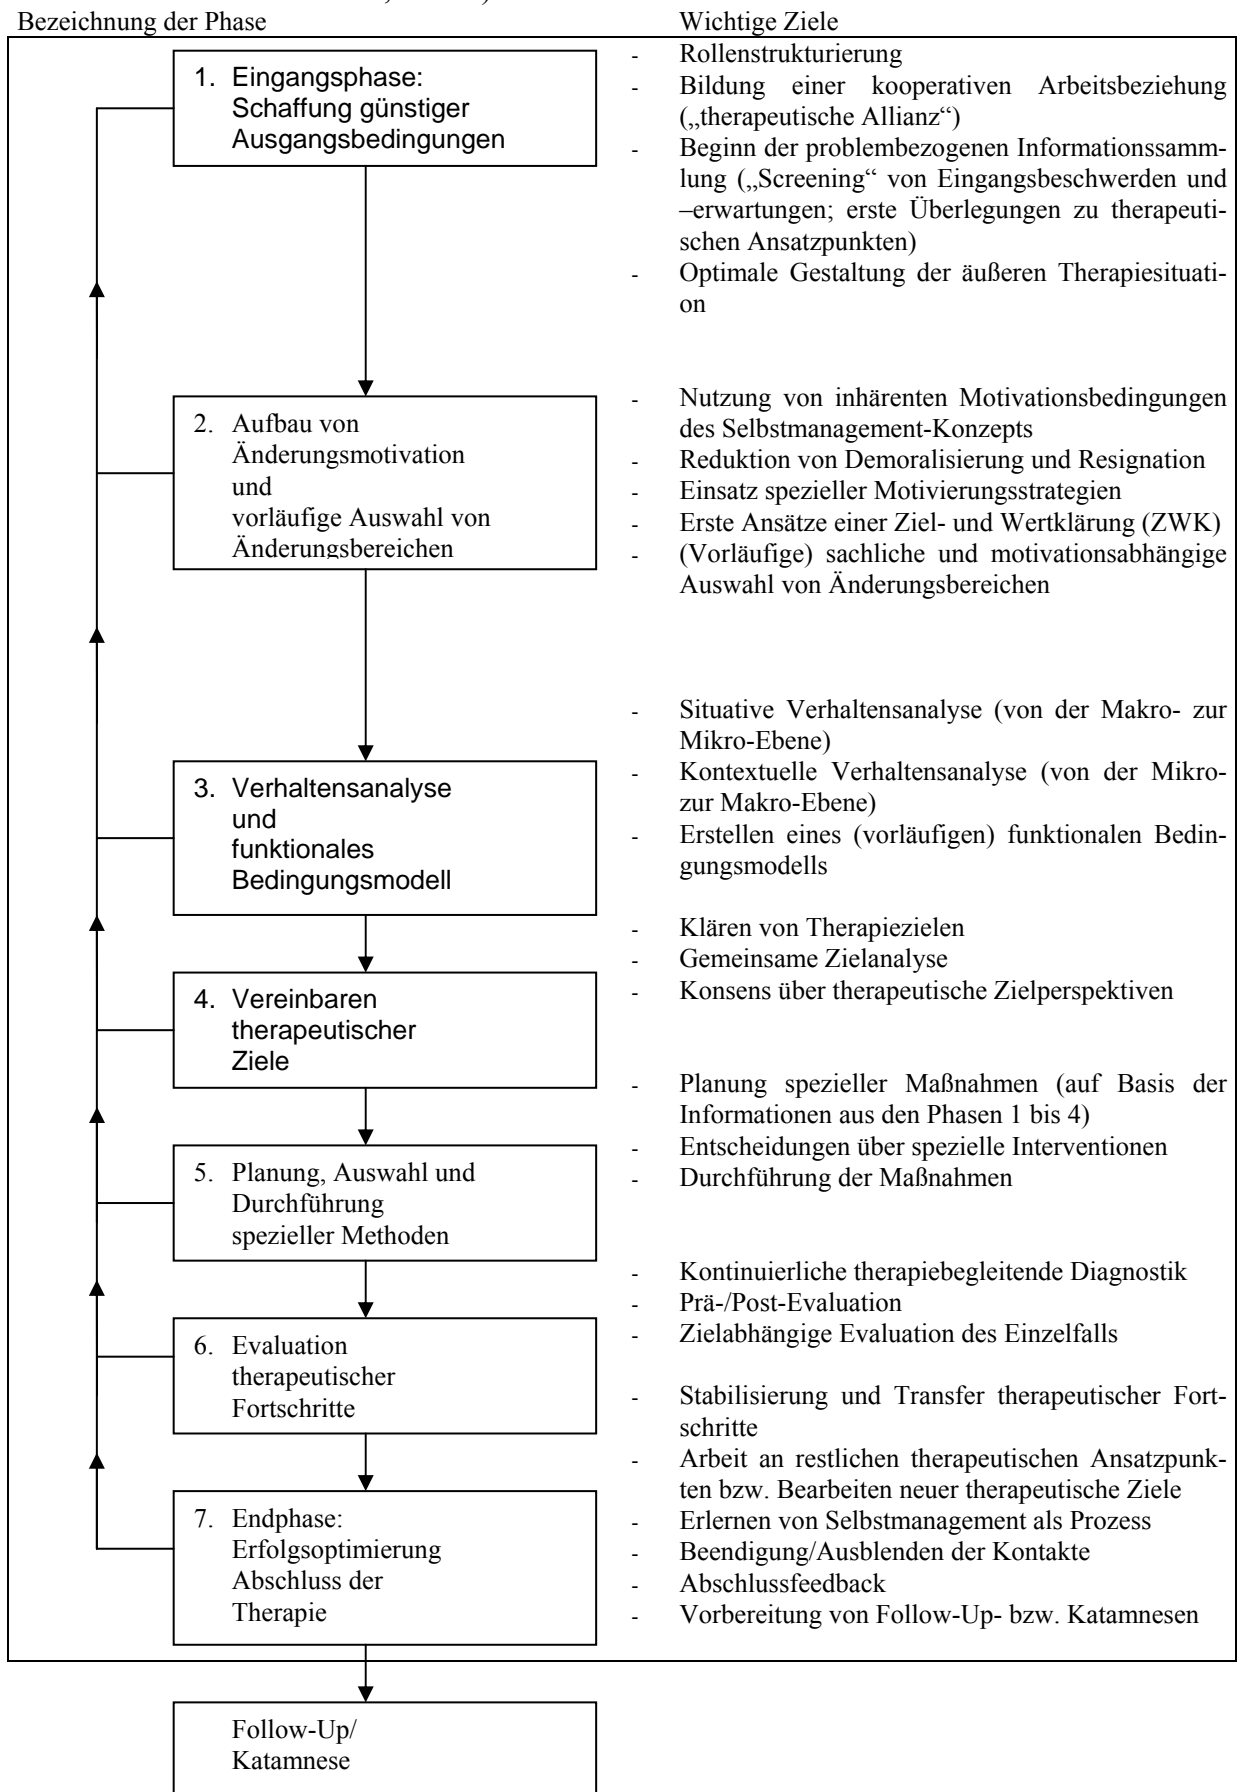 Bezeichnung der Phase
Wichtige Ziele
1. Eingangsphase:
Schaffung günstiger
Ausgangsbedingungen
- Rollenstrukturierung
- Bildung einer kooperativen Arbeitsbeziehung
(„therapeutische Allianz“)
- Beginn der problembezogenen Informationssamm-
lung („Screening“ von Eingangsbeschwerden und
–erwartungen; erste Überlegungen zu therapeuti-
schen Ansatzpunkten)
- Optimale Gestaltung der äußeren Therapiesituati-
on
2. Aufbau von
Änderungsmotivation
und
vorläufige Auswahl von
Änderungsbereichen
- Nutzung von inhärenten Motivationsbedingungen
des Selbstmanagement-Konzepts
- Reduktion von Demoralisierung und Resignation
- Einsatz spezieller Motivierungsstrategien
- Erste Ansätze einer Ziel- und Wertklärung (ZWK)
- (Vorläufige) sachliche und motivationsabhängige
Auswahl von Änderungsbereichen
3. Verhaltensanalyse
und
funktionales
Bedingungsmodell
- Situative Verhaltensanalyse (von der Makro- zur
Mikro-Ebene)
- Kontextuelle Verhaltensanalyse (von der Mikro-
zur Makro-Ebene)
- Erstellen eines (vorläufigen) funktionalen Bedin-
gungsmodells
4. Vereinbaren
therapeutischer
Ziele
- Klären von Therapiezielen
- Gemeinsame Zielanalyse
- Konsens über therapeutische Zielperspektiven
5. Planung, Auswahl und
Durchführung
spezieller Methoden
- Planung spezieller Maßnahmen (auf Basis der
Informationen aus den Phasen 1 bis 4)
- Entscheidungen über spezielle Interventionen
- Durchführung der Maßnahmen
6. Evaluation
therapeutischer
Fortschritte
- Kontinuierliche therapiebegleitende Diagnostik
- Prä-/Post-Evaluation
- Zielabhängige Evaluation des Einzelfalls
7. Endphase:
Erfolgsoptimierung
Abschluss der
Therapie
- Stabilisierung und Transfer therapeutischer Fort-
schritte
- Arbeit an restlichen therapeutischen Ansatzpunk-
ten bzw. Bearbeiten neuer therapeutische Ziele
- Erlernen von Selbstmanagement als Prozess
- Beendigung/Ausblenden der Kontakte
- Abschlussfeedback
- Vorbereitung von Follow-Up- bzw. Katamnesen
Follow-Up/
Katamnese